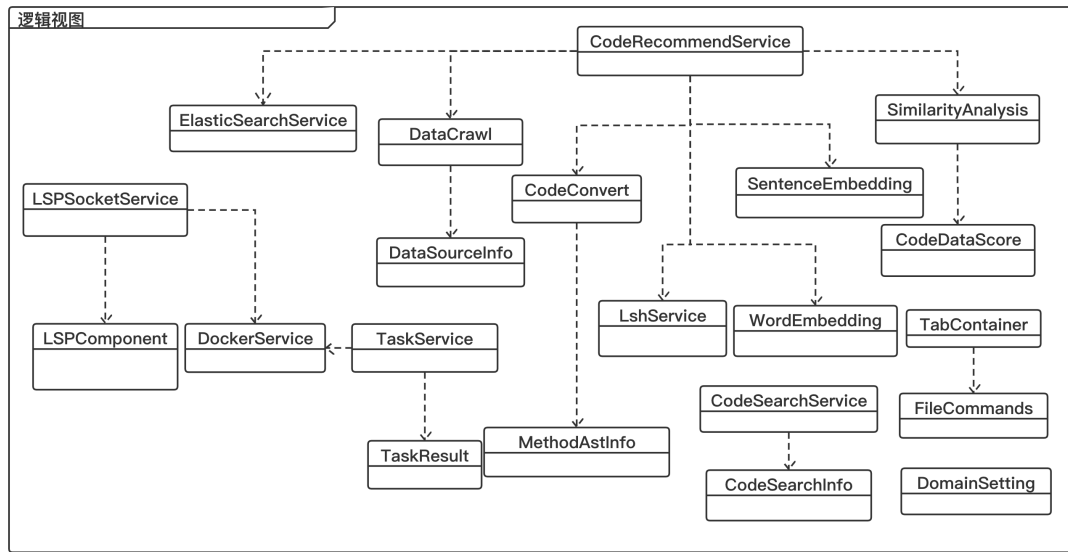 逻辑视图
CodeRecommendService
ElasticSearchService
DataCrawl
SimilarityAnalysis
LSPSocketService
CodeConvert
SentenceEmbedding
DataSourceInfo
CodeDataScore
LSPComponent
DockerService
TaskService
LshService
WordEmbedding
TabContainer
CodeSearchService
FileCommands
TaskResult
MethodAstInfo
CodeSearchInfo
DomainSetting